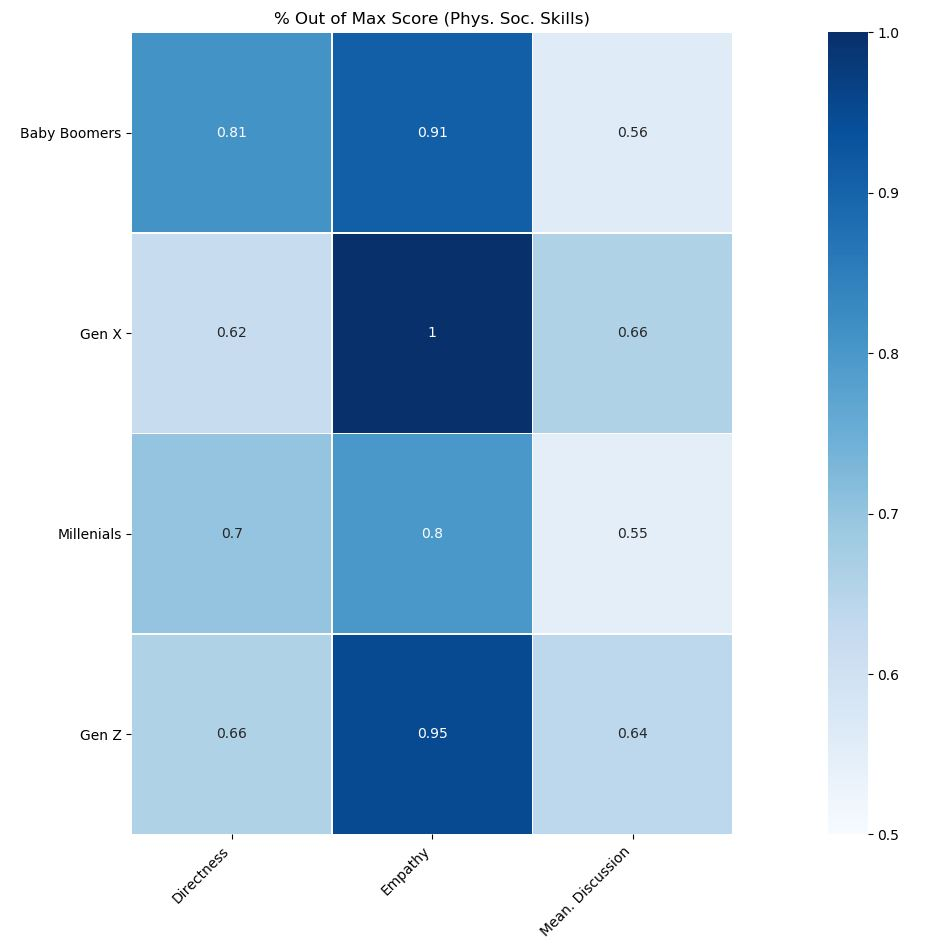 % Out of Max Score (Phys. Soc. Skills)
Baby Boomers
0.81
0.91
0.56
Gen X
0.62
1
0.66
Millenials
0.7
0.8
0.55
Gen Z
0.66
0.95
0.64
Directness
Empathy
Mean. Discussion
1.0
0.9
0.8
0.7
0.6
0.5